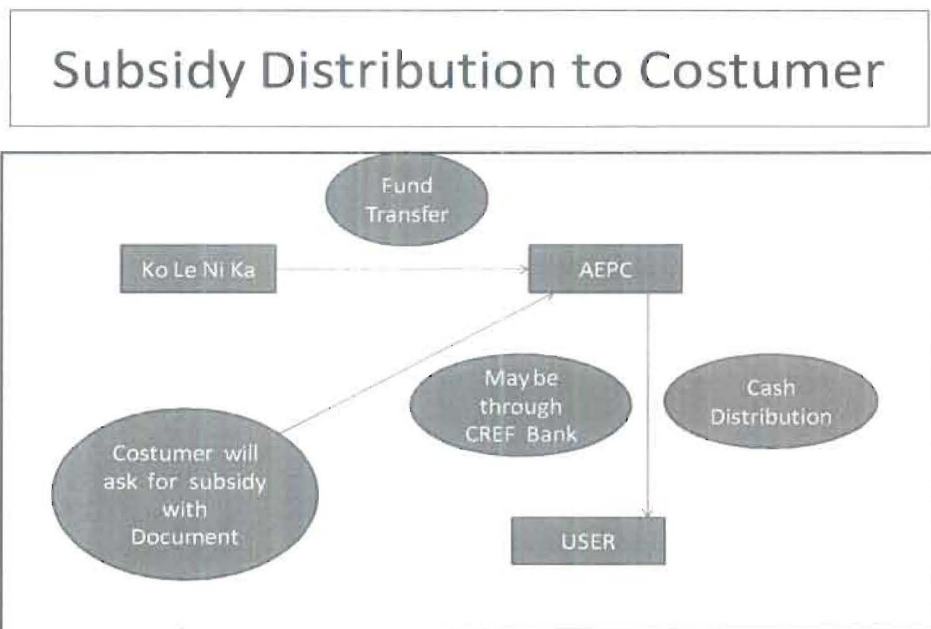 Subsidy Distribution to Costumer
Fund
Transfer
Ko Le Ni Ka
AEPC
May be
through
CREF Bank
Cash
Distribution
Costumer will
ask for subsidy
with
Document
USER